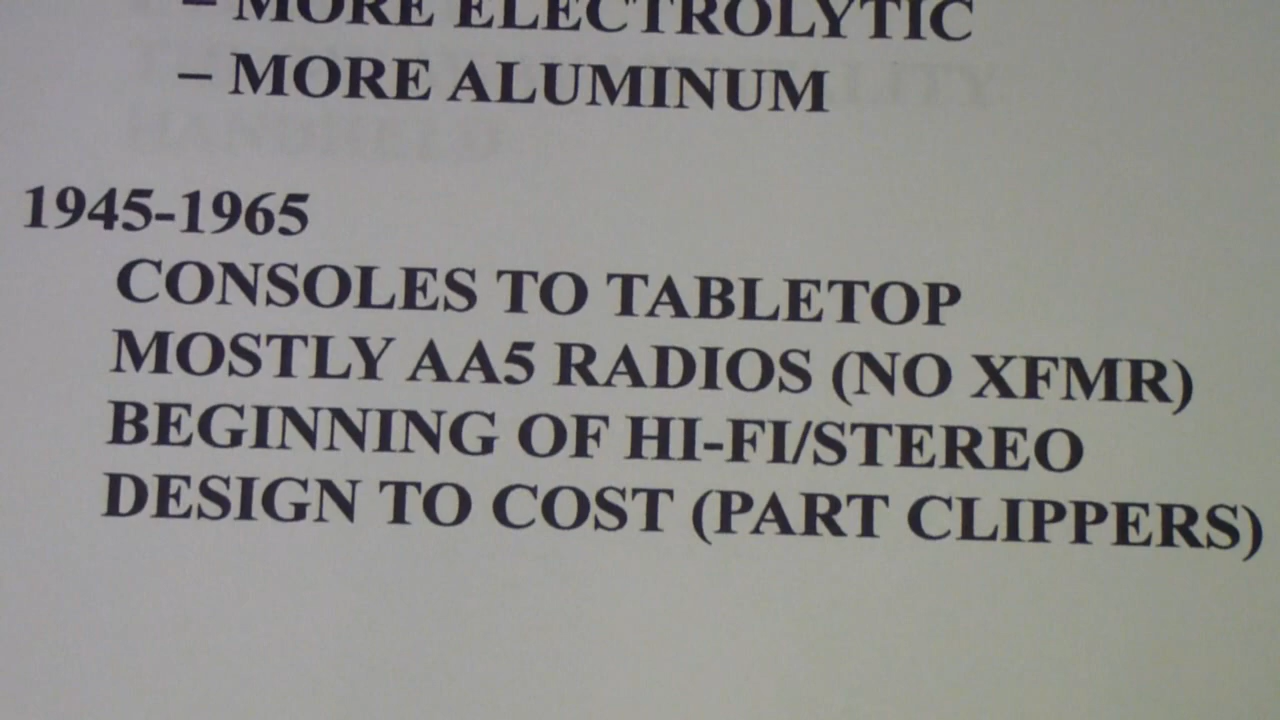 – MORE ELECTROLYTIC
– MORE ALUMINUM
1945-1965
CONSOLES TO TABLETOP
MOSTLY AA5 RADIOS (NO XFMR)
BEGINNING OF HI-FI/STEREO
DESIGN TO COST (PART CLIPPERS)